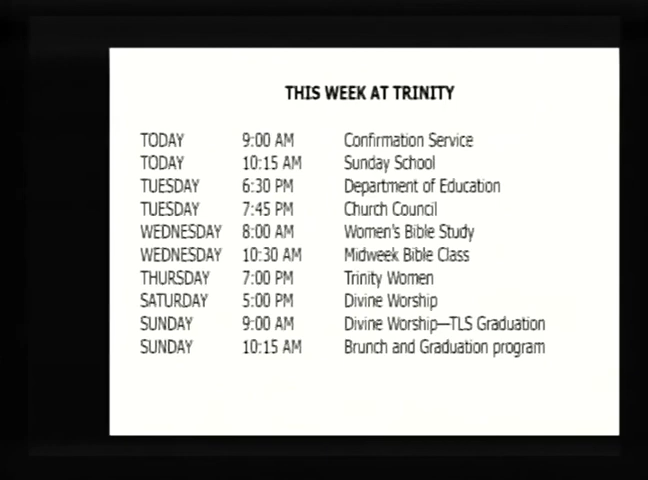 THIS WEEK AT TRINITY
TODAY 9:00 AM Confirmation Service
TODAY 10:15 AM Sunday School
TUESDAY 6:30 PM Department of Education
TUESDAY 7:45 PM Church Council
WEDNESDAY 8:00 AM Women's Bible Study
WEDNESDAY 10:30 AM Midweek Bible Class
THURSDAY 7:00 PM Trinity Women
SATURDAY 5:00 PM Divine Worship
SUNDAY 9:00 AM Divine Worship—TLS Graduation
SUNDAY 10:15 AM Brunch and Graduation program